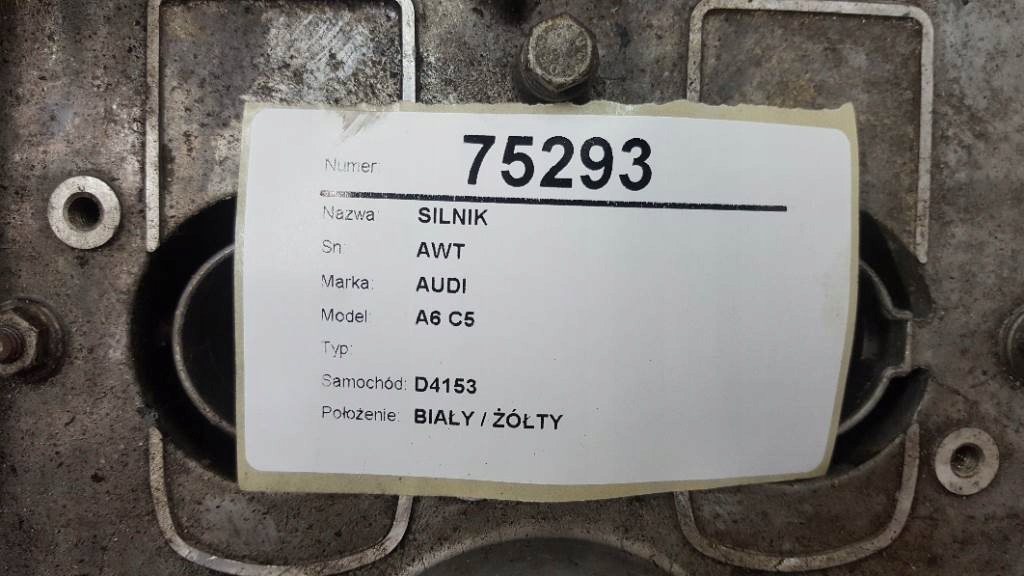 Numer: 75293
Nazwa: SILNIK
Sn: AWT
Marka: AUDI
Model: A6 C5
Typ:
Samochód: D4153
Położenie: BIAŁY / ŻÓŁTY